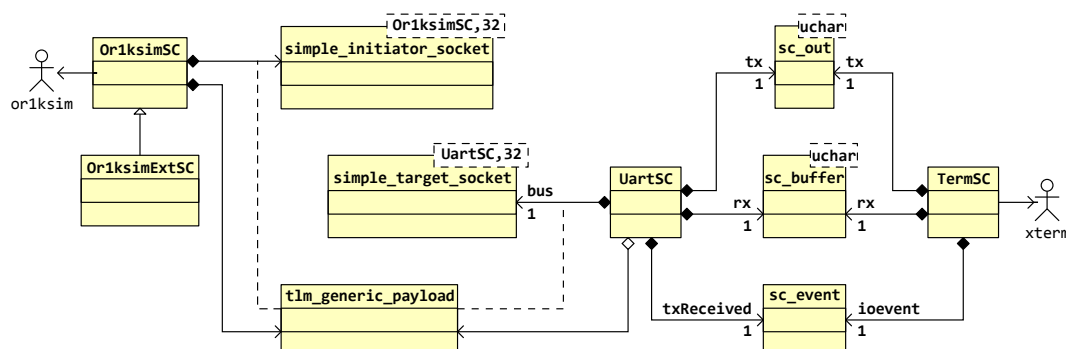 Or1ksimSC,32
uchar
Or1ksimSC
simple_initiator_socket
sc_out
tx
tx
1
1
or1ksim
UartSC,32
uchar
Or1ksimExtSC
simple_target_socket
UartSC
sc_buffer
TermSC
bus
1
rx
rx
1
1
xterm
tlm_generic_payload
sc_event
txReceived
ioevent
1
1